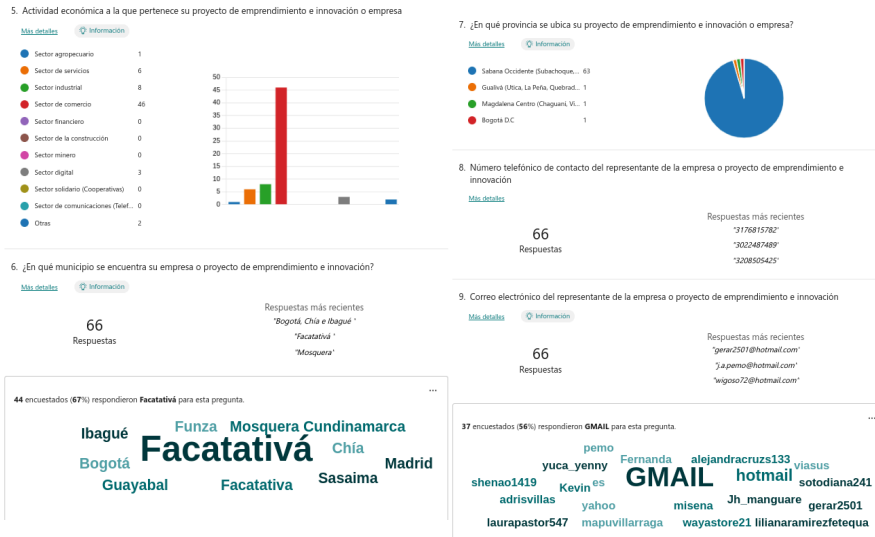 5. Actividad económica a la que pertenece su proyecto de emprendimiento e innovación o empresa
Más detalles
Información
Sector agropecuario 1
Sector de servicios 6
Sector industrial 8
Sector de comercio 46
Sector financiero 0
Sector de la construcción 0
Sector minero 0
Sector digital 3
Sector solidario (Cooperativas) 0
Sector de comunicaciones (Telef... 0
Otras 2
50
45
40
35
30
25
20
15
10
5
0
6. ¿En qué municipio se encuentra su empresa o proyecto de emprendimiento e innovación?
Más detalles
Información
66
Respuestas
Respuestas más recientes
"Bogotá, Chía e Ibagué "
"Facatativá "
"Mosquera"
...
44 encuestados (67%) respondieron Facatativá para esta pregunta.
Ibagué
Funza
Mosquera Cundinamarca
Facatativá
Chía
Bogotá
Madrid
Guayabal
Facatativa
Sasaima
7. ¿En qué provincia se ubica su proyecto de emprendimiento e innovación o empresa?
Más detalles
Información
Sabana Occidente (Subachoque,... 63
Gualivá (Utica, La Peña, Quebrad... 1
Magdalena Centro (Chaguani, Vi... 1
Bogotá D.C 1
8. Número telefónico de contacto del representante de la empresa o proyecto de emprendimiento e
innovación
Más detalles
66
Respuestas
Respuestas más recientes
"3176815782"
"3022487489"
"3208505425"
9. Correo electrónico del representante de la empresa o proyecto de emprendimiento e innovación
Más detalles
Información
66
Respuestas
Respuestas más recientes
"gerar2501@hotmail.com"
"j.a.pemo@hotmail.com"
"wigoso72@hotmail.com"
...
37 encuestados (56%) respondieron GMAIL para esta pregunta.
pemo
yuca_yenny
Fernanda
alejandracruzs133
viasus
shenao1419
Kevin
es
GMAIL
hotmail
sotodiana241
adrisvillas
yahoo
misena
Jh_manguare
gerar2501
laurapastor547
mapuvillarraga
wayastore21
lilianaramirezfetequa